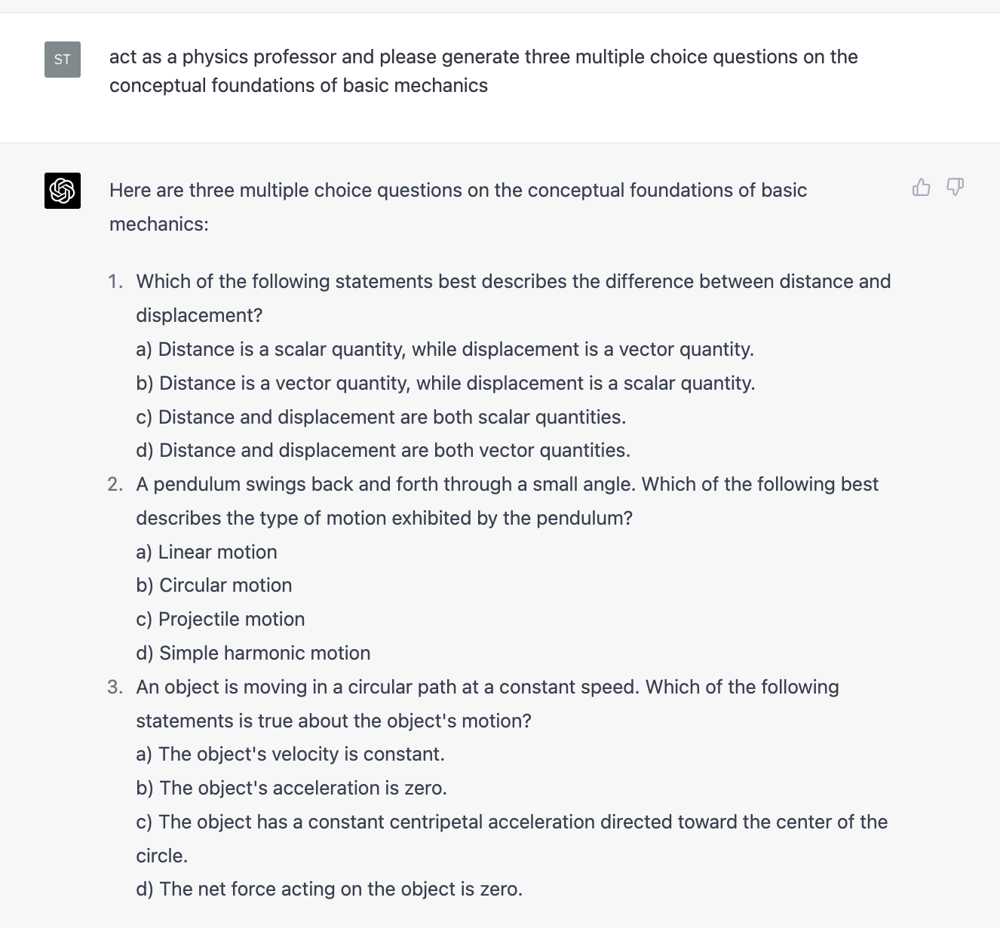 ST
act as a physics professor and please generate three multiple choice questions on the
conceptual foundations of basic mechanics
Here are three multiple choice questions on the conceptual foundations of basic
mechanics:
1. Which of the following statements best describes the difference between distance and
displacement?
a) Distance is a scalar quantity, while displacement is a vector quantity.
b) Distance is a vector quantity, while displacement is a scalar quantity.
c) Distance and displacement are both scalar quantities.
d) Distance and displacement are both vector quantities.
2. A pendulum swings back and forth through a small angle. Which of the following best
describes the type of motion exhibited by the pendulum?
a) Linear motion
b) Circular motion
c) Projectile motion
d) Simple harmonic motion
3. An object is moving in a circular path at a constant speed. Which of the following
statements is true about the object's motion?
a) The object's velocity is constant.
b) The object's acceleration is zero.
c) The object has a constant centripetal acceleration directed toward the center of the
circle.
d) The net force acting on the object is zero.